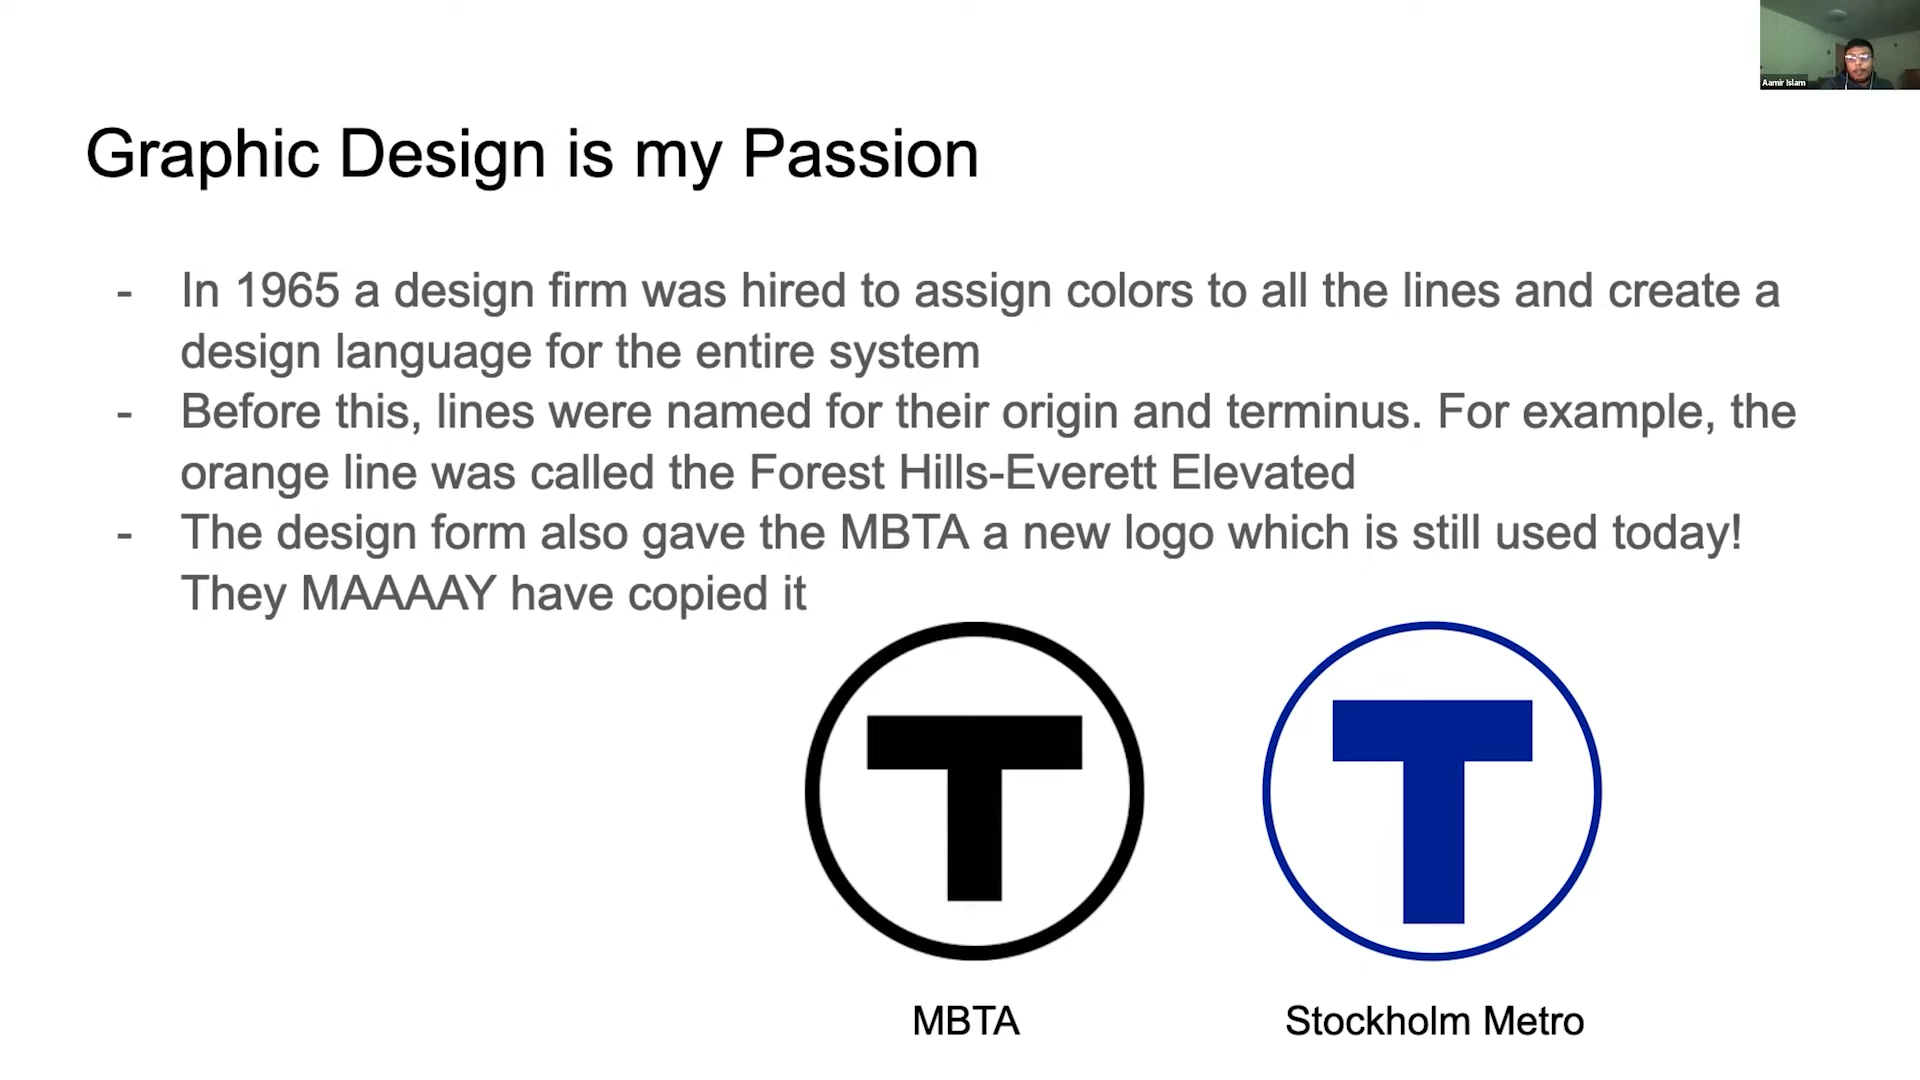 Aamir Islam
Graphic Design is my Passion
- In 1965 a design firm was hired to assign colors to all the lines and create a
design language for the entire system
- Before this, lines were named for their origin and terminus. For example, the
orange line was called the Forest Hills-Everett Elevated
- The design form also gave the MBTA a new logo which is still used today!
They MAAAAY have copied it
T
T
MBTA
Stockholm Metro